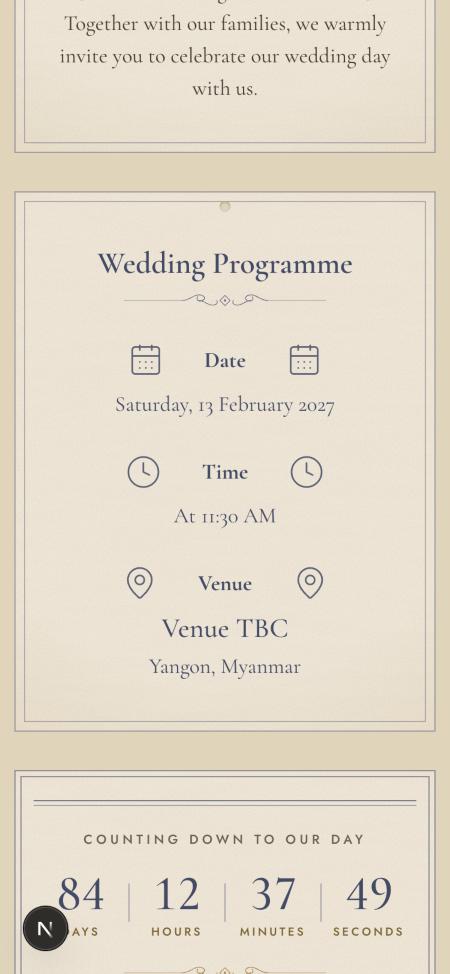 Together with our families, we warmly
invite you to celebrate our wedding day
with us.
Wedding Programme
Date
Saturday, 13 February 2027
Time
At 11:30 AM
Venue
Venue TBC
Yangon, Myanmar
COUNTING DOWN TO OUR DAY
84 12 37 49
AYS HOURS MINUTES SECONDS
N